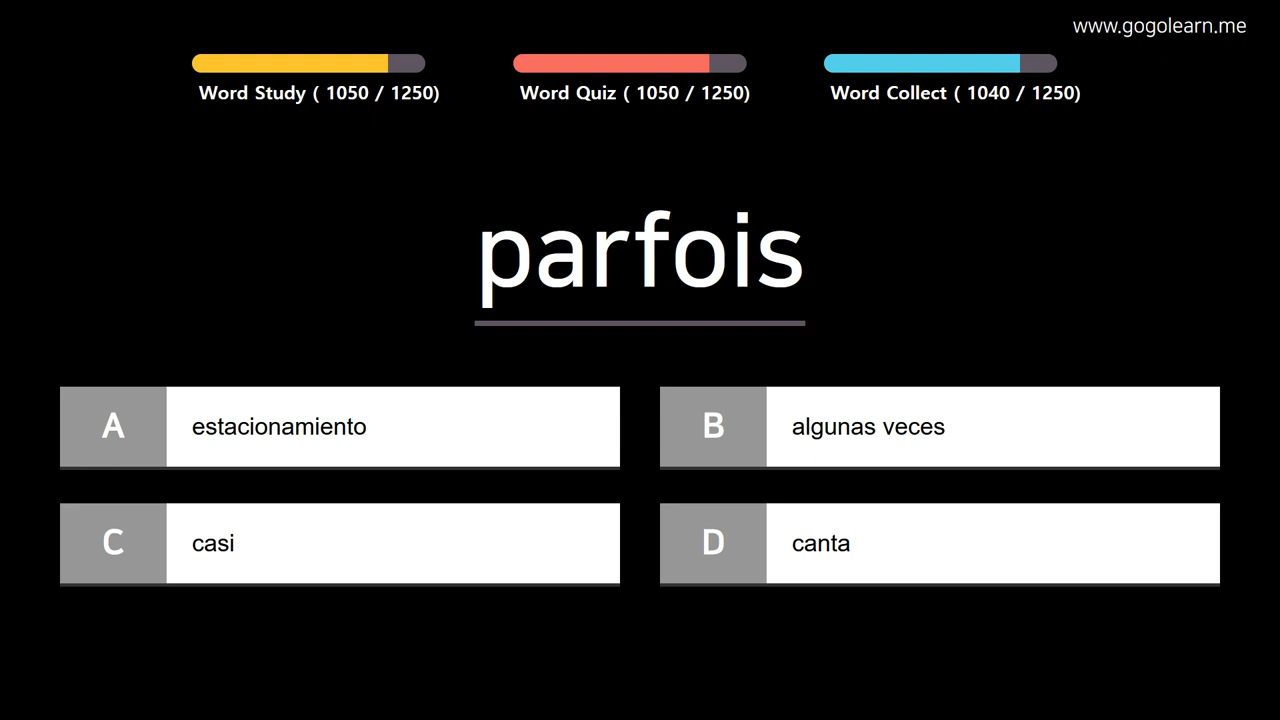 www.gogolearn.me
Word Study ( 1050 / 1250)
Word Quiz ( 1050 / 1250)
Word Collect ( 1040 / 1250)
parfois
A estacionamiento
B algunas veces
C casi
D canta